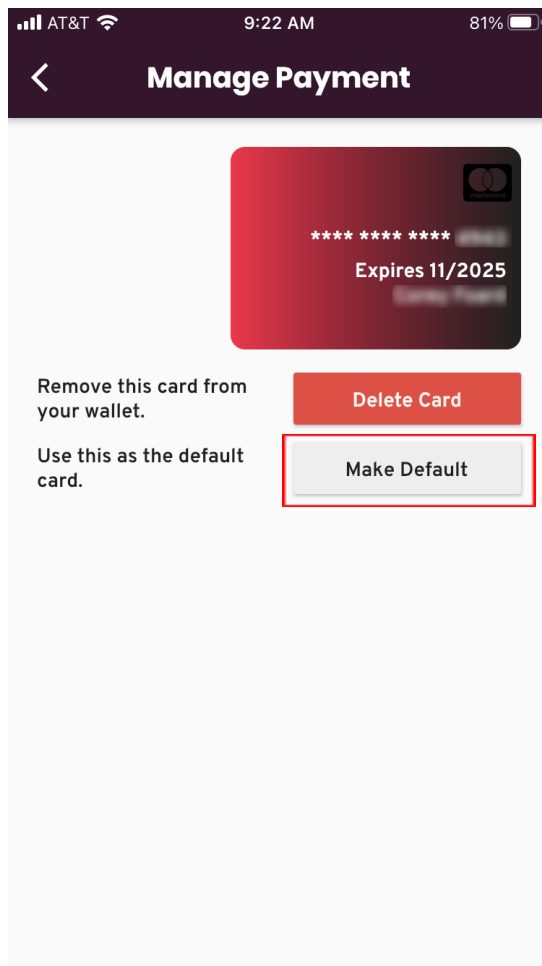 AT&T 9:22 AM 81%
Manage Payment
mastercard
**** **** ****
Expires 11/2025
Remove this card from
your wallet.
Delete Card
Use this as the default
card.
Make Default